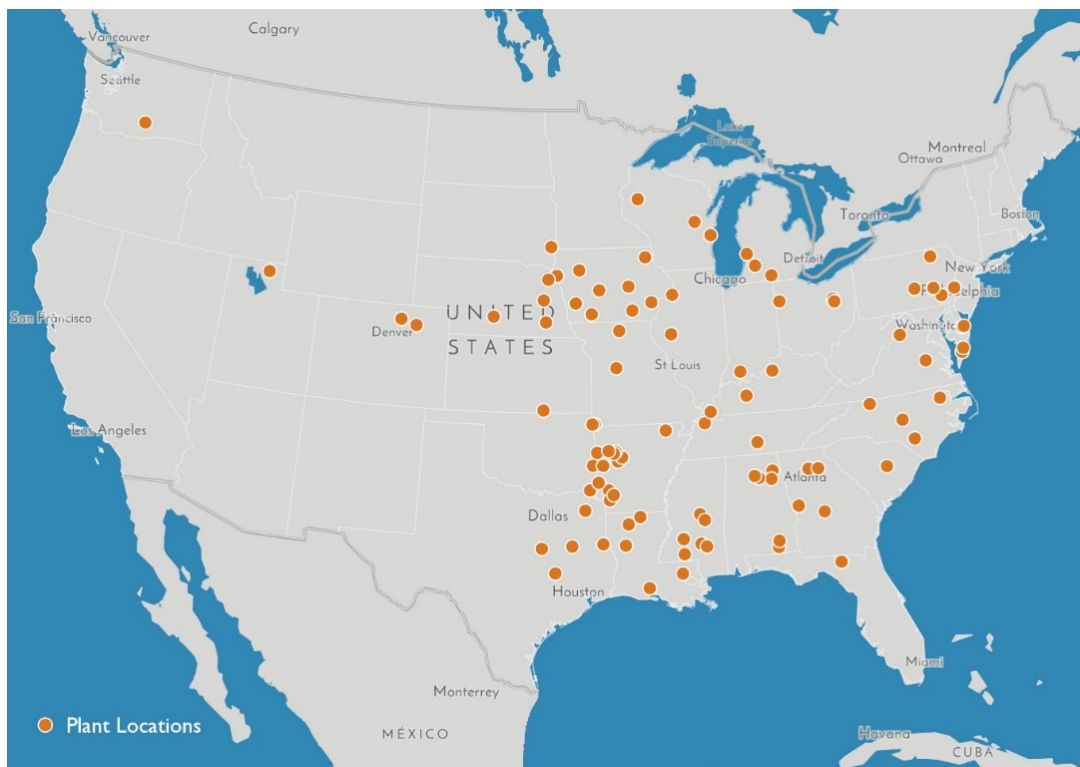 Vancouver
Calgary
Seattle
Lake
Superior
Montreal
Ottawa
Toronto
Boston
Detroit
Chicago
New York
Philadelphia
San Francisco
Denver
UNITED
STATES
Washington
St Louis
Los Angeles
Atlanta
Dallas
Houston
Miami
Monterrey
Plant Locations
MÉXICO
Havana
CUBA